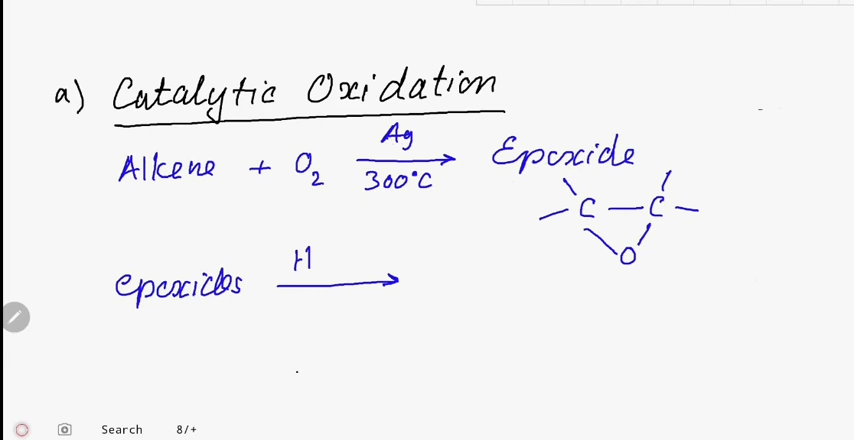 a) Catalytic Oxidation
Alkene + O2 Ag 300°C Epoxide
C — C
O
epoxides H
Search 8/+